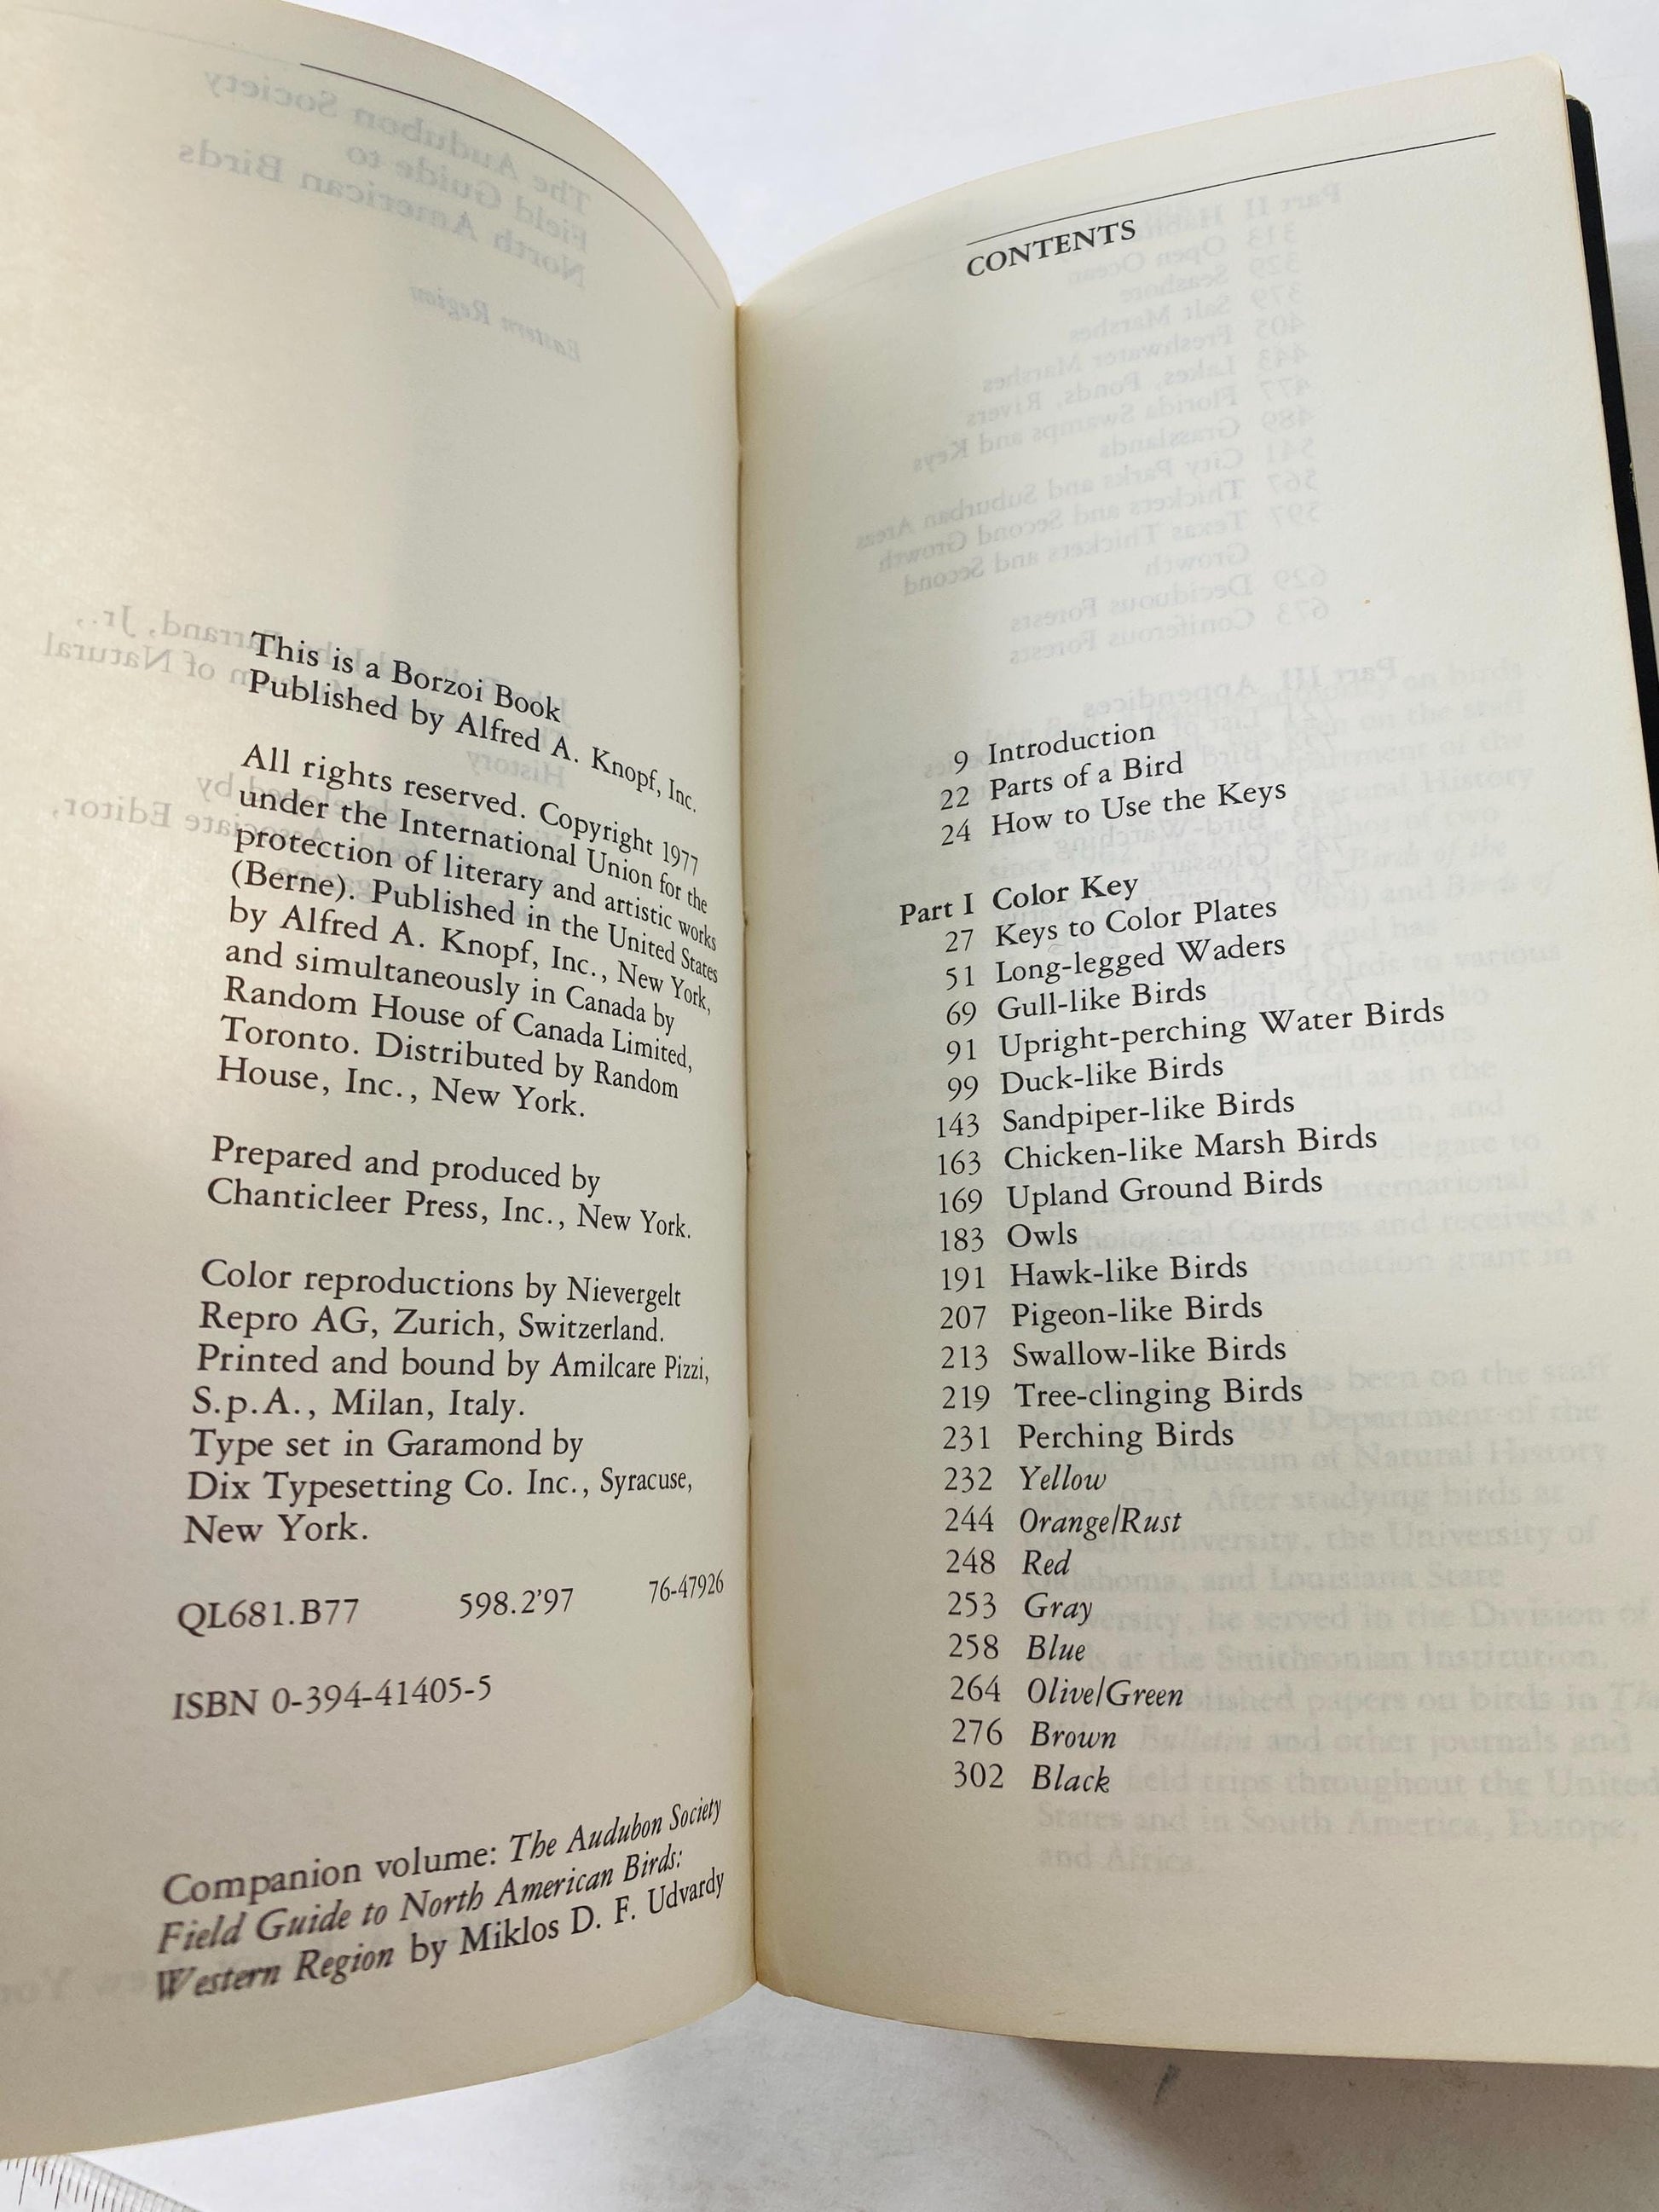 This is a Borzoi Book
Published by Alfred A. Knopf, Inc.
All rights reserved. Copyright 1977
under the International Union for the
protection of literary and artistic works
(Berne). Published in the United States
by Alfred A. Knopf, Inc., New York,
and simultaneously in Canada by
Random House of Canada Limited,
Toronto. Distributed by Random
House, Inc., New York.
Prepared and produced by
Chanticleer Press, Inc., New York.
Color reproductions by Nievergelt
Repro AG, Zurich, Switzerland.
Printed and bound by Amilcare Pizzi,
S.p.A., Milan, Italy.
Type set in Garamond by
Dix Typesetting Co. Inc., Syracuse,
New York.
QL681.B77 598.2'97 76-47926
ISBN 0-394-41405-5
Companion volume: The Audubon Society
Field Guide to North American Birds:
Western Region by Miklos D. F. Udvardy
CONTENTS
9 Introduction
22 Parts of a Bird
24 How to Use the Keys
Part I Color Key
27 Keys to Color Plates
51 Long-legged Waders
69 Gull-like Birds
91 Upright-perching Water Birds
99 Duck-like Birds
143 Sandpiper-like Birds
163 Chicken-like Marsh Birds
169 Upland Ground Birds
183 Owls
191 Hawk-like Birds
207 Pigeon-like Birds
213 Swallow-like Birds
219 Tree-clinging Birds
231 Perching Birds
232 Yellow
244 Orange/Rust
248 Red
253 Gray
258 Blue
264 Olive/Green
276 Brown
302 Black